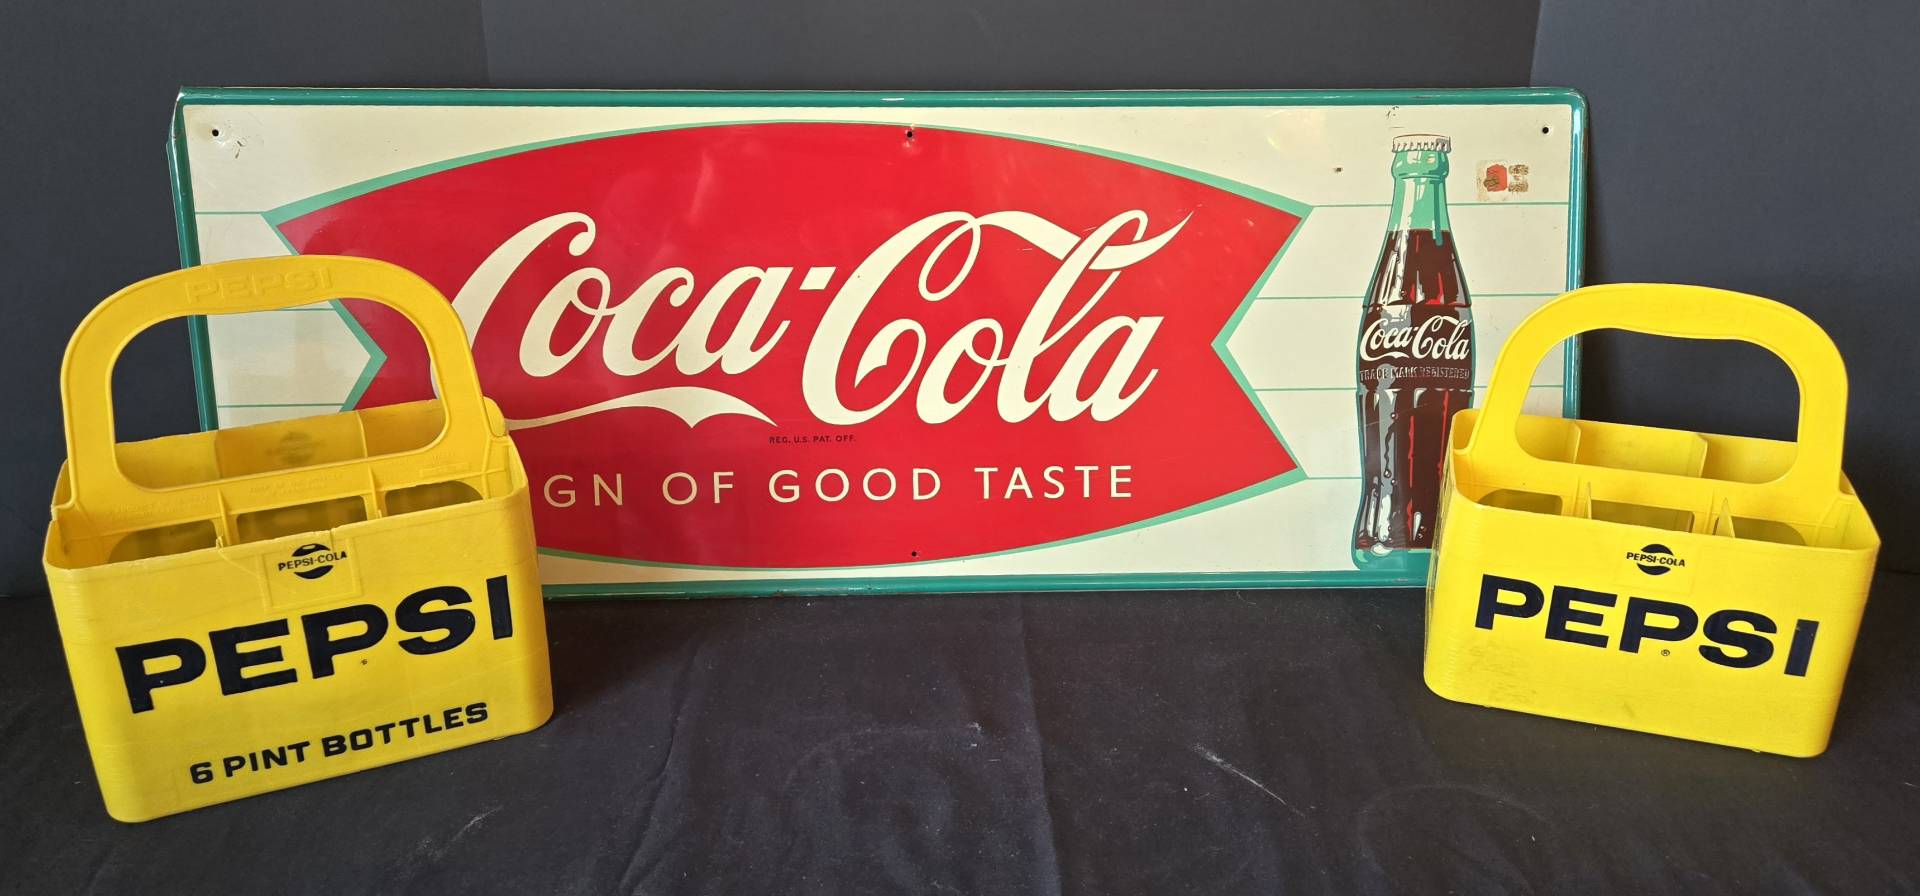 Coca-Cola
REG. U.S. PAT. OFF.
GN OF GOOD TASTE
Coca-Cola
TRADE MARK REGISTERED
PEPSI
PEPSI-COLA
PEPSI
6 PINT BOTTLES
PEPSI-COLA
PEPSI
®